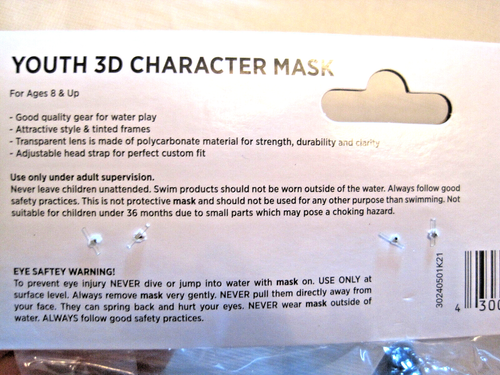 YOUTH 3D CHARACTER MASK
For Ages 8 & Up
- Good quality gear for water play
- Attractive style & tinted frames
- Transparent lens is made of polycarbonate material for strength, durability and clarity
- Adjustable head strap for perfect custom fit
Use only under adult supervision.
Never leave children unattended. Swim products should not be worn outside of the water. Always follow good
safety practices. This is not protective mask and should not be used for any other purpose than swimming. Not
suitable for children under 36 months due to small parts which may pose a choking hazard.
EYE SAFTEY WARNING!
To prevent eye injury NEVER dive or jump into water with mask on. USE ONLY at
surface level. Always remove mask very gently. NEVER pull them directly away from
your face. They can spring back and hurt your eyes. NEVER wear mask outside of
water. ALWAYS follow good safety practices.
30240501K21
4 300